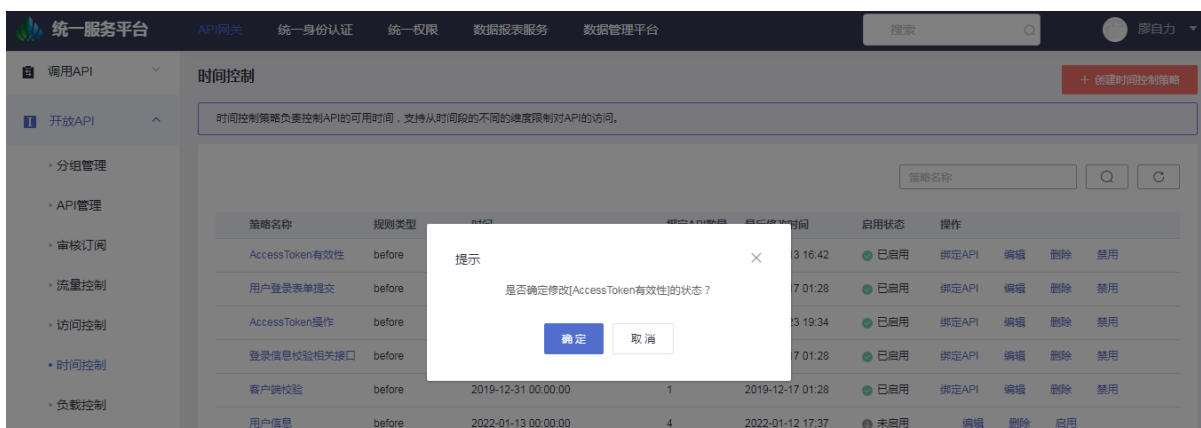 统一服务平台 API网关 统一身份认证 统一权限 数据报表服务 数据管理平台 搜索 廖自力
调用API
时间控制 + 创建时间控制策略
开放API
时间控制策略负责控制API的可用时间，支持从时间段的不同的维度限制对API的访问。
分组管理
策略名称
API管理
策略名称 规则类型 启用状态 操作
审核订阅
AccessToken有效性 before 3 16:42 已启用 绑定API 编辑 删除 禁用
提示
流量控制
用户登录表单提交 before 7 01:28 已启用 绑定API 编辑 删除 禁用
是否确定修改[AccessToken有效性]的状态？
访问控制
AccessToken操作 before 23 19:34 已启用 绑定API 编辑 删除 禁用
确定 取消
登录信息校验相关接口 before 7 01:28 已启用 绑定API 编辑 删除 禁用
时间控制
客户端校验 before 2019-12-31 00:00:00 1 2019-12-17 01:28 已启用 绑定API 编辑 删除 禁用
负载控制
用户信息 before 2022-01-13 00:00:00 4 2022-01-12 17:37 未启用 编辑 删除 启用